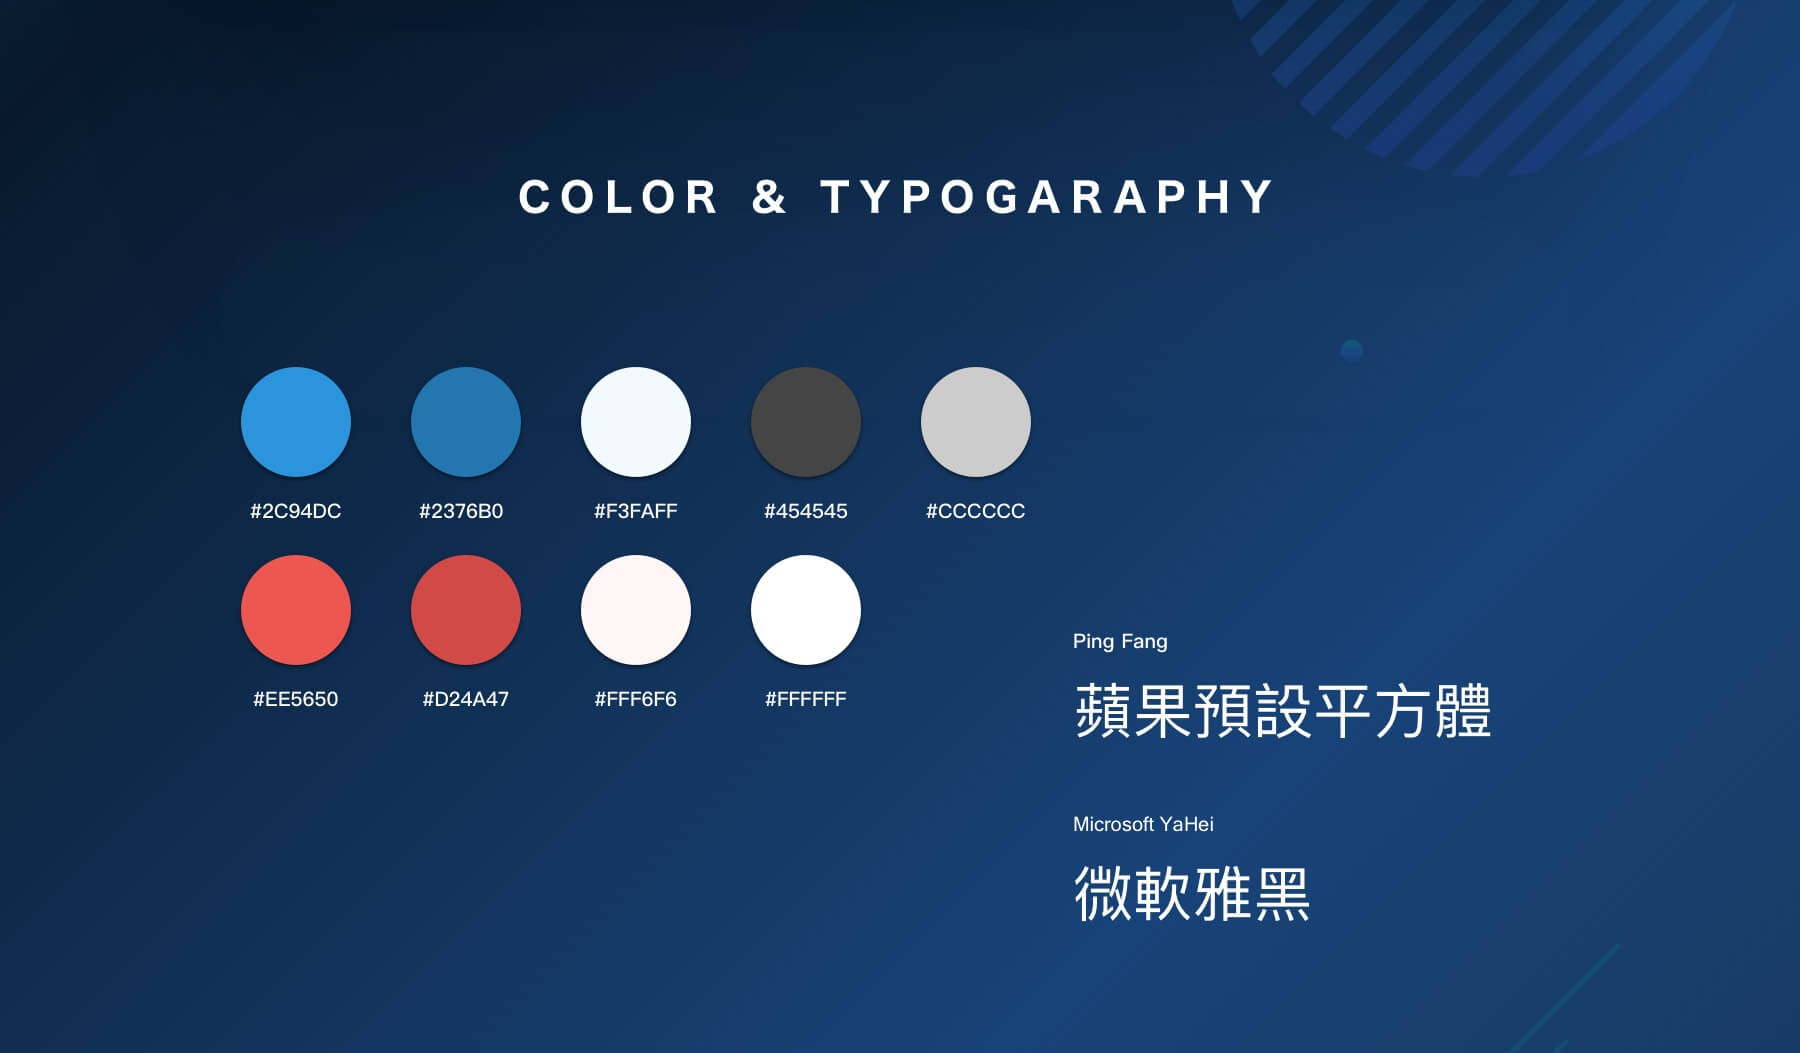 COLOR & TYPOGARAPHY
#2C94DC #2376B0 #F3FAFF #454545 #CCCCCC
#EE5650 #D24A47 #FFF6F6 #FFFFFF
Ping Fang
蘋果預設平方體
Microsoft YaHei
微軟雅黑